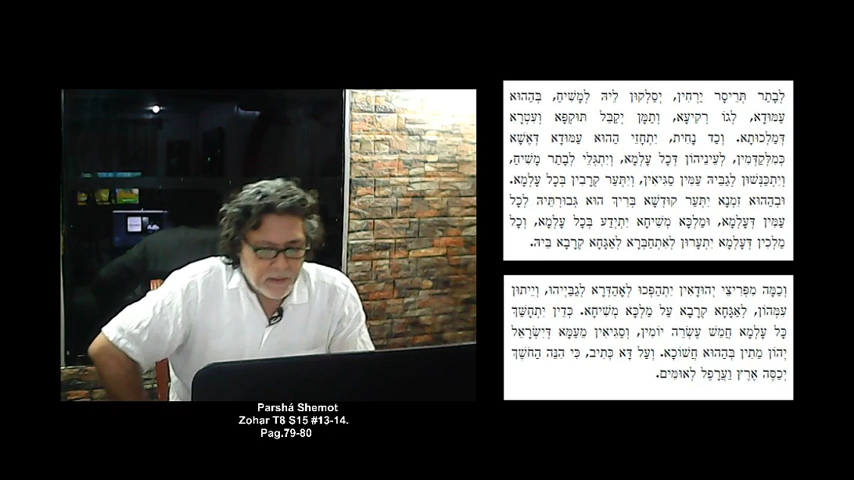 לְבָתַר תְּרֵיסַר יַרְחִין, יְסַלְּקוּן לֵיהּ לְמָשִׁיחַ, בְּהַהוּא
עַמּוּדָא, לְגוֹ רְקִיעָא, וְתַמָּן יְקַבֵּל תּוּקְפָּא וְעִטְרָא
דְּמַלְכוּתָא. וְכַד נָחִית, יִתְחֲזֵי הַהוּא עַמּוּדָא דְּאֶשָּׁא
כְּמִלְּקַדְּמִין, לְעֵינֵיהוֹן דְּכָל עָלְמָא, וְיִתְגְּלֵי לְבָתַר מָשִׁיחַ,
וְיִתְכַּנְּשׁוּן לְגַבֵּיהּ עַמִּין סַגִּיאִין, וְיִתְּעַר קְרָבִין בְּכָל עָלְמָא.
וּבְהַהוּא זִמְנָא יִתְּעַר קוּדְשָׁא בְּרִיךְ הוּא גְּבוּרְתֵּיהּ לְכָל
עַמִּין דְּעָלְמָא, וּמַלְכָּא מְשִׁיחָא יִתְיְדַע בְּכָל עָלְמָא, וְכָל
מַלְכִין דְּעָלְמָא יִתְעֲרוּן לְאִתְחַבְּרָא לְאַגָּחָא קְרָבָא בֵּיהּ.
וְכַמָּה מִפָּרִיצֵי יְהוּדָאִין יִתְהַפְּכוּ לְאַהַדְרָא לְגַבַּיְיהוּ, וְיֵיתוּן
עִמְּהוֹן, לְאַגָּחָא קְרָבָא עַל מַלְכָּא מְשִׁיחָא. כְּדֵין יִתְחֲשַׁךְ
כָּל עָלְמָא חֲמֵשׁ עֶשְׂרֵה יוֹמִין, וְסַגִּיאִין מֵעַמָּא דְּיִשְׂרָאֵל
יְהוֹן מֵתִין בְּהַהוּא חֲשׁוֹכָא. וְעַל דָּא כְּתִיב, כִּי הִנֵּה הַחֹשֶׁךְ
יְכַסֶּה אֶרֶץ וַעֲרָפֶל לְאוּמִּים.
Parshá Shemot
Zohar T8 S15 #13-14.
Pag.79-80